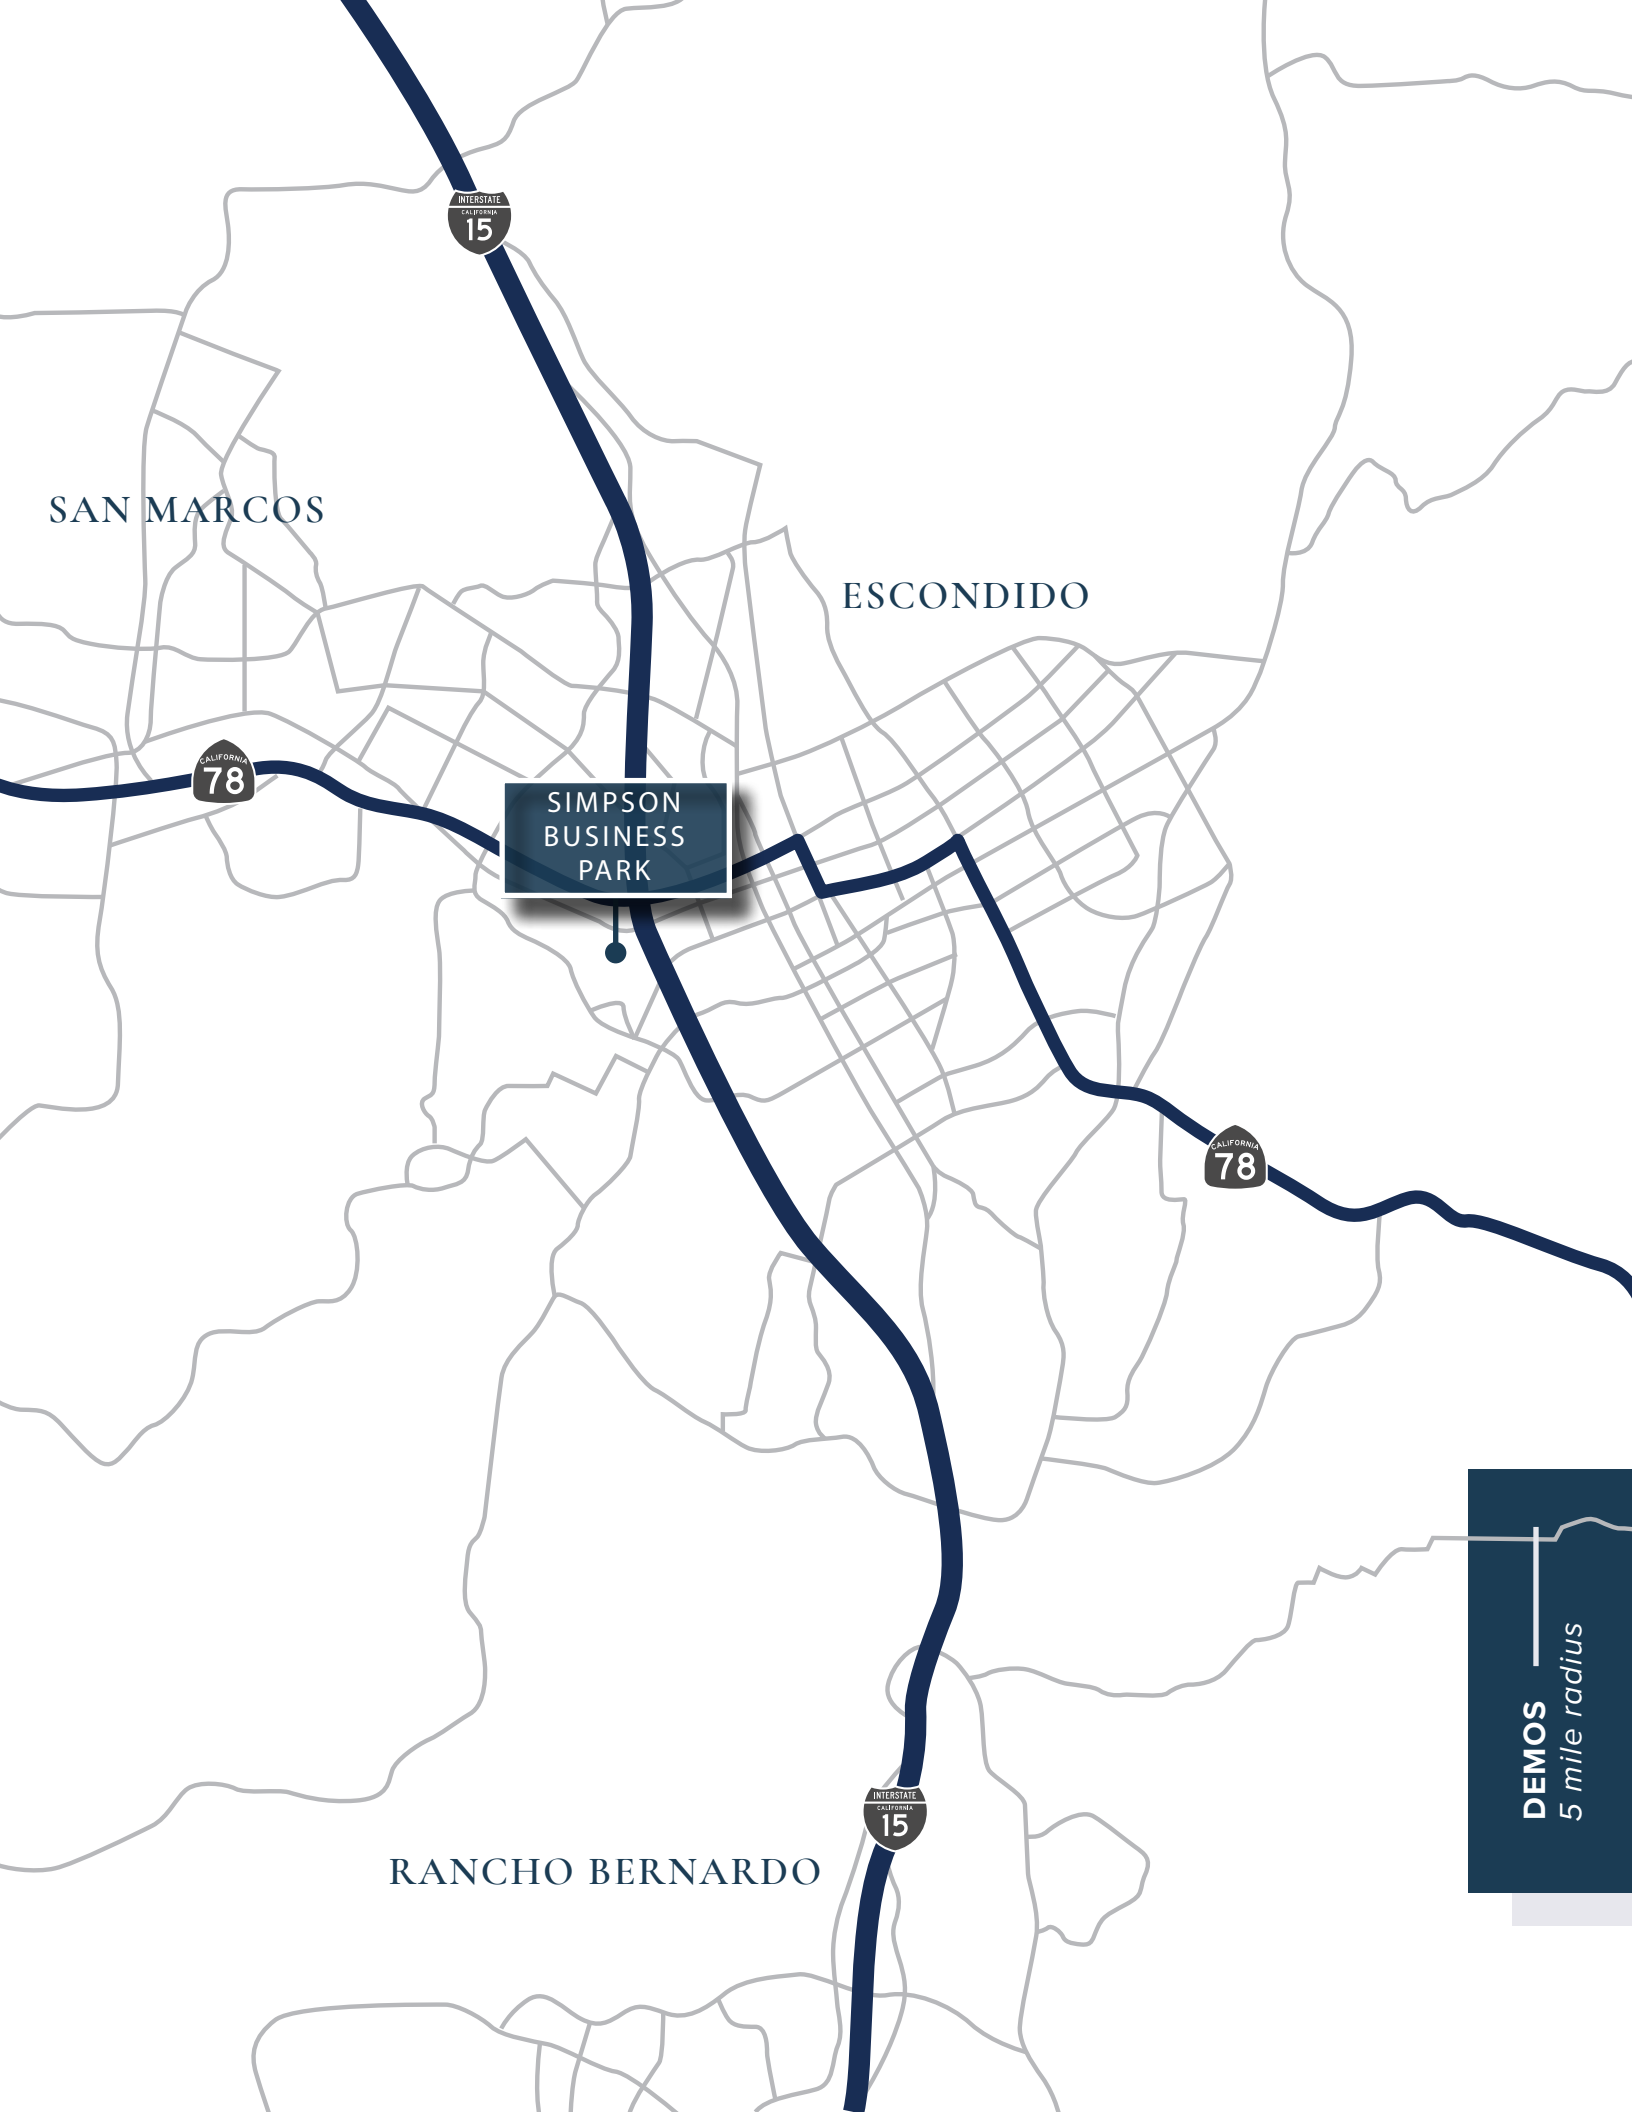 INTERSTATE
CALIFORNIA
15
SAN MARCOS
ESCONDIDO
CALIFORNIA
78
SIMPSON
BUSINESS
PARK
CALIFORNIA
78
DEMOS
5 mile radius
INTERSTATE
CALIFORNIA
15
RANCHO BERNARDO